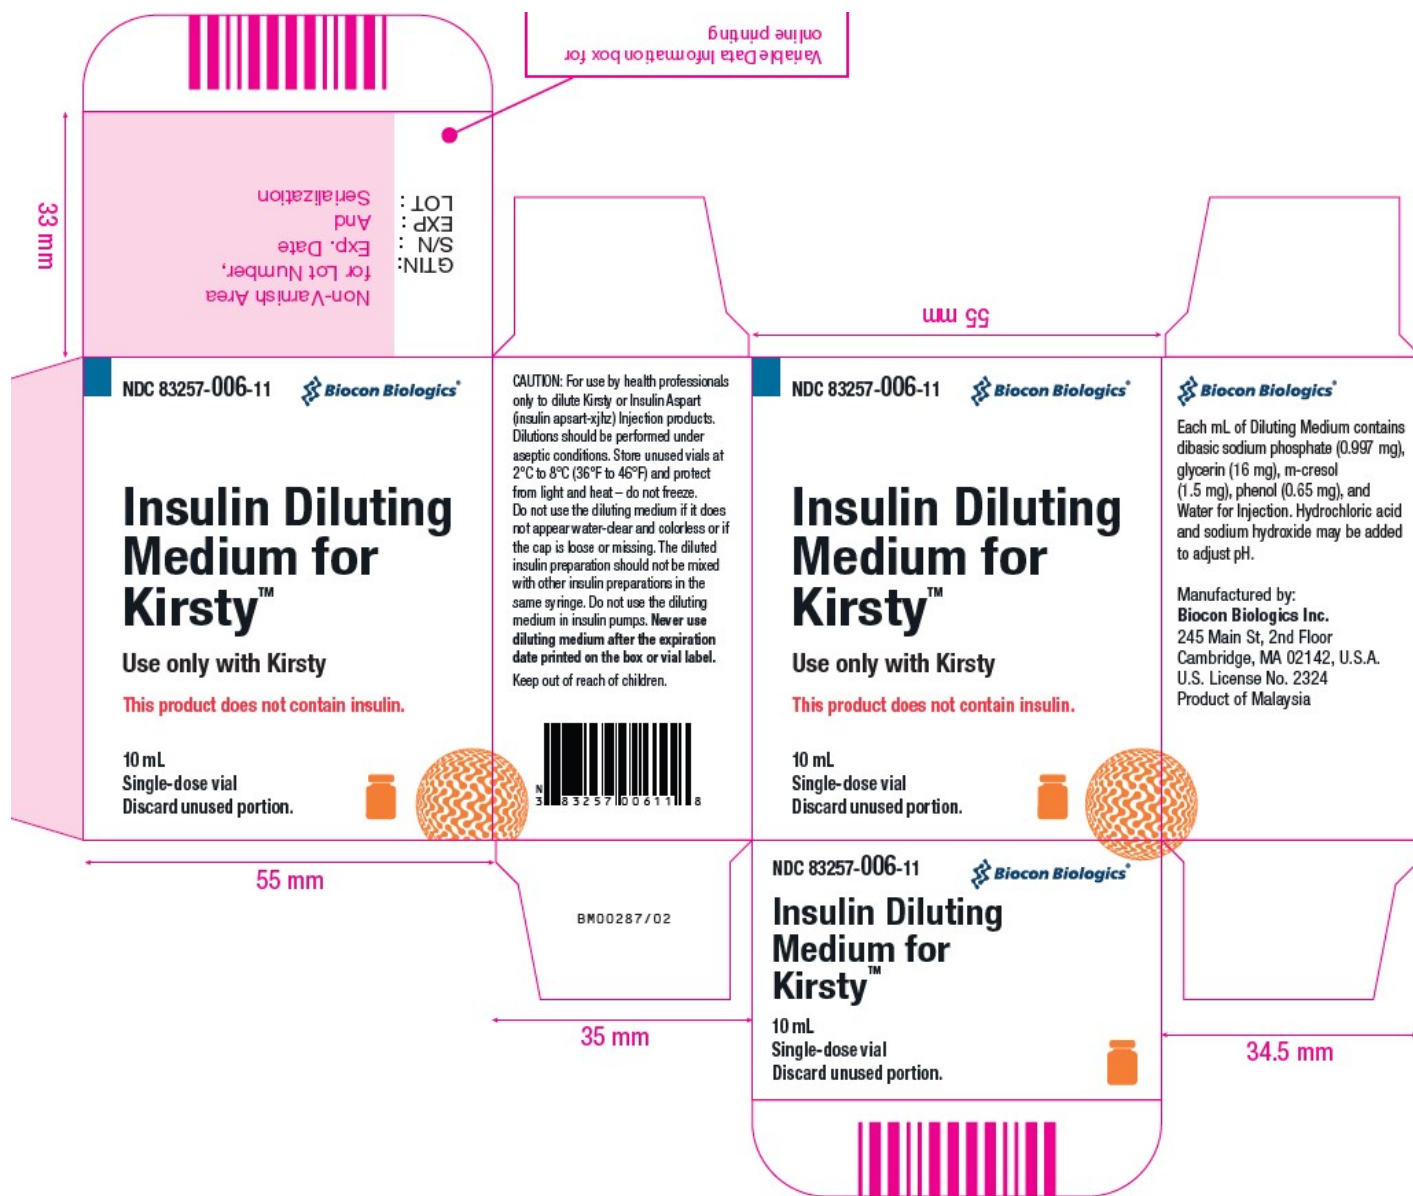 Variable Data Information box for
online printing
33 mm
Non-Varnish Area
for Lot Number,
Exp. Date
And
Serialization
GTIN:
S/N :
EXP :
LOT :
55 mm
NDC 83257-006-11
Biocon Biologics®
Insulin Diluting
Medium for
Kirsty™
Use only with Kirsty
This product does not contain insulin.
10 mL
Single-dose vial
Discard unused portion.
55 mm
CAUTION: For use by health professionals
only to dilute Kirsty or Insulin Aspart
(insulin apsart-xjhz) Injection products.
Dilutions should be performed under
aseptic conditions. Store unused vials at
2°C to 8°C (36°F to 46°F) and protect
from light and heat – do not freeze.
Do not use the diluting medium if it does
not appear water-clear and colorless or if
the cap is loose or missing. The diluted
insulin preparation should not be mixed
with other insulin preparations in the
same syringe. Do not use the diluting
medium in insulin pumps. Never use
diluting medium after the expiration
date printed on the box or vial label.
Keep out of reach of children.
N
3 83257 00611 8
BM00287/02
35 mm
NDC 83257-006-11
Biocon Biologics®
Insulin Diluting
Medium for
Kirsty™
Use only with Kirsty
This product does not contain insulin.
10 mL
Single-dose vial
Discard unused portion.
NDC 83257-006-11
Biocon Biologics®
Insulin Diluting
Medium for
Kirsty™
10 mL
Single-dose vial
Discard unused portion.
Biocon Biologics®
Each mL of Diluting Medium contains
dibasic sodium phosphate (0.997 mg),
glycerin (16 mg), m-cresol
(1.5 mg), phenol (0.65 mg), and
Water for Injection. Hydrochloric acid
and sodium hydroxide may be added
to adjust pH.
Manufactured by:
Biocon Biologics Inc.
245 Main St, 2nd Floor
Cambridge, MA 02142, U.S.A.
U.S. License No. 2324
Product of Malaysia
34.5 mm